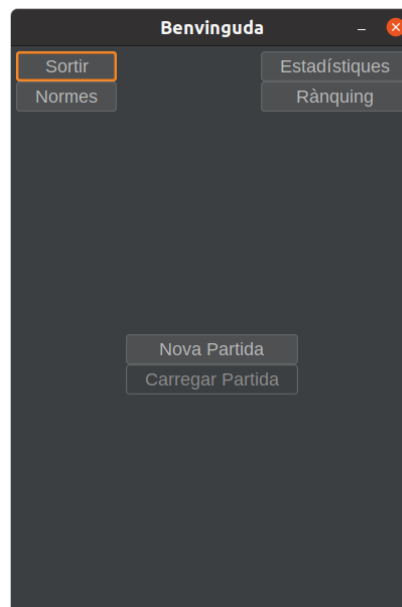 Benvinguda
Sortir
Estadístiques
Normes
Rànquing
Nova Partida
Carregar Partida